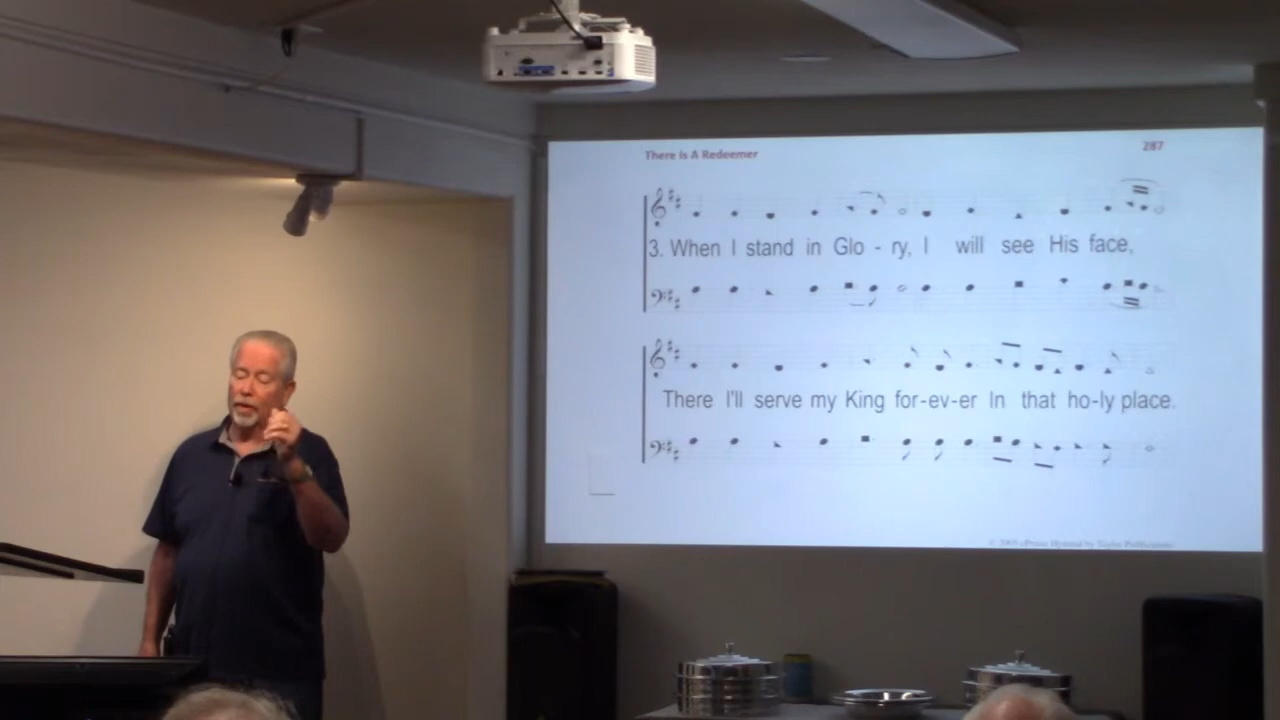 There Is A Redeemer
287
3. When I stand in Glo - ry, I will see His face,
There I'll serve my King for-ev-er In that ho-ly place.